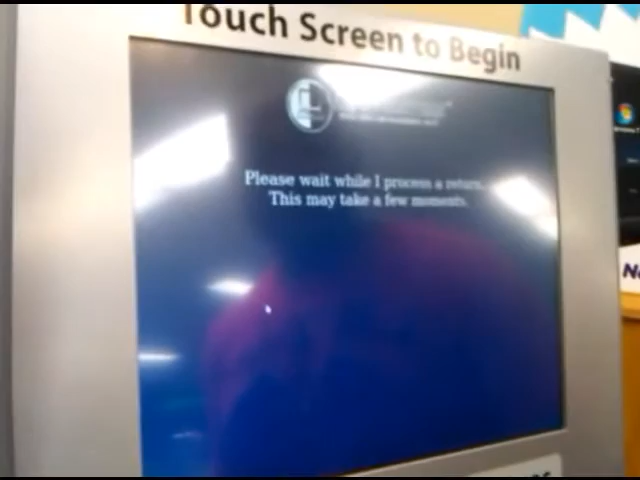 Touch Screen to Begin
Please wait while I process a return.
This may take a few moments.